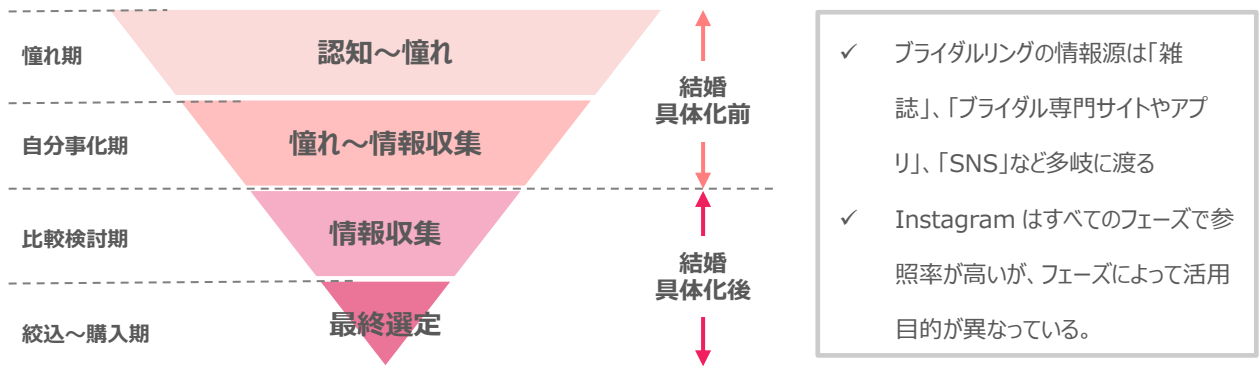 憧れ期
認知～憧れ
自分事化期
憧れ～情報収集
結婚
具体化前
比較検討期
情報収集
絞込～購入期
最終選定
結婚
具体化後
✓ ブライダルリングの情報源は｢雑
誌｣、｢ブライダル専門サイトやアプ
リ｣、｢SNS｣など多岐に渡る
✓ Instagram はすべてのフェーズで参
照率が高いが、フェーズによって活用
目的が異なっている。